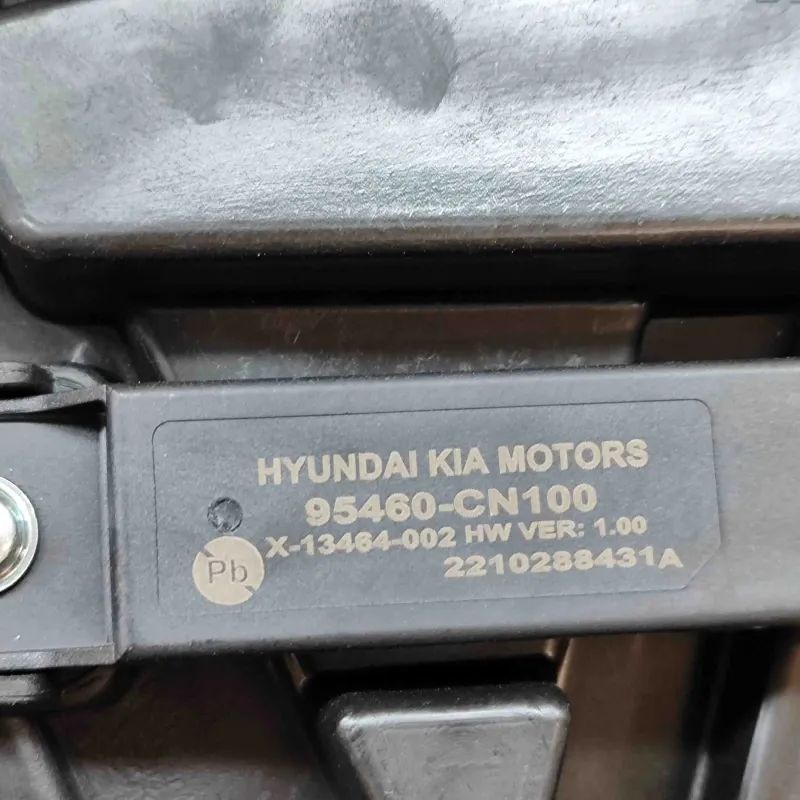 HYUNDAI KIA MOTORS
95460-CN100
X-13464-002 HW VER: 1.00
Pb
2210288431A